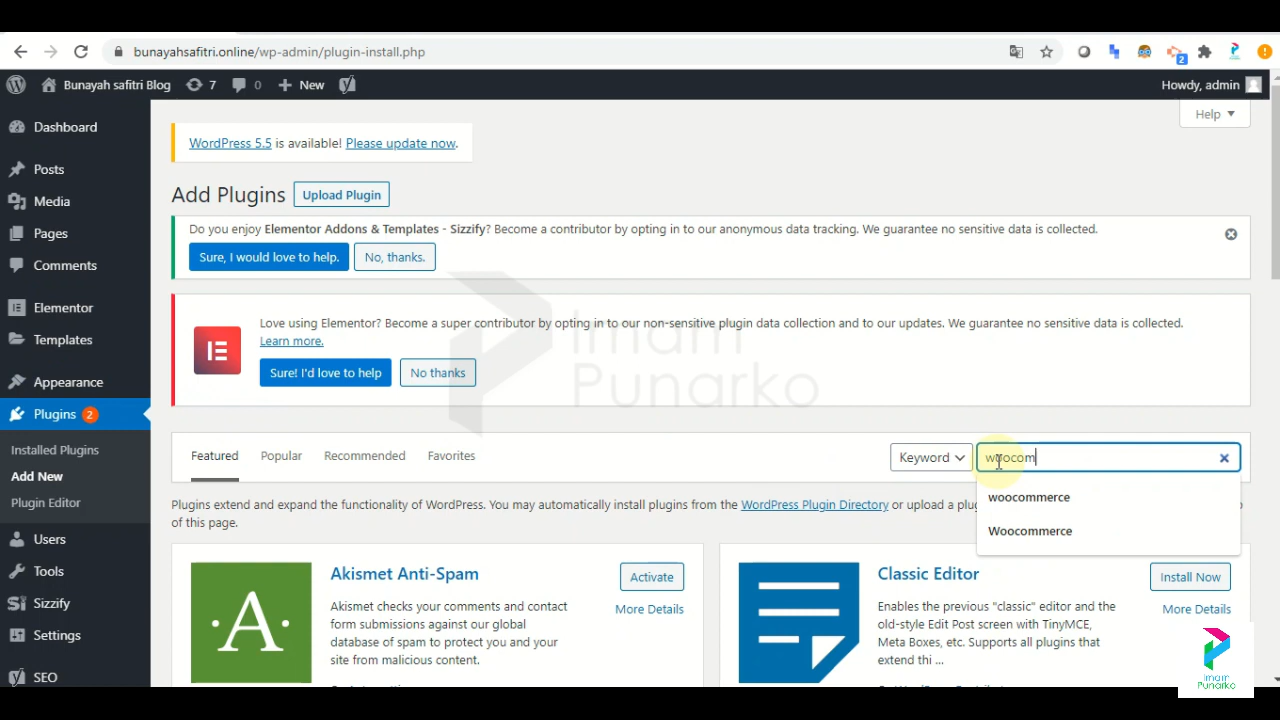 bunayahsafitri.online/wp-admin/plugin-install.php
2
Bunayah safitri Blog 7 0 New
Howdy, admin
Help
Dashboard
Posts
Media
Pages
Comments
Elementor
Templates
Appearance
Plugins 2
Installed Plugins
Add New
Plugin Editor
Users
Tools
Sizzify
Settings
SEO
WordPress 5.5 is available! Please update now.
Add Plugins Upload Plugin
Do you enjoy Elementor Addons & Templates - Sizzify? Become a contributor by opting in to our anonymous data tracking. We guarantee no sensitive data is collected.
Sure, I would love to help. No, thanks.
Love using Elementor? Become a super contributor by opting in to our non-sensitive plugin data collection and to our updates. We guarantee no sensitive data is collected.
Learn more.
Sure! I'd love to help No thanks
Imam
Punarko
Featured Popular Recommended Favorites Keyword woocom
woocommerce
Woocommerce
Plugins extend and expand the functionality of WordPress. You may automatically install plugins from the WordPress Plugin Directory or upload a
of this page.
Akismet Anti-Spam
Activate
More Details
Akismet checks your comments and contact
form submissions against our global
database of spam to protect you and your
site from malicious content.
Classic Editor
Install Now
More Details
Enables the previous "classic" editor and the
old-style Edit Post screen with TinyMCE,
Meta Boxes, etc. Supports all plugins that
extend thi ...
Imam
Punarko